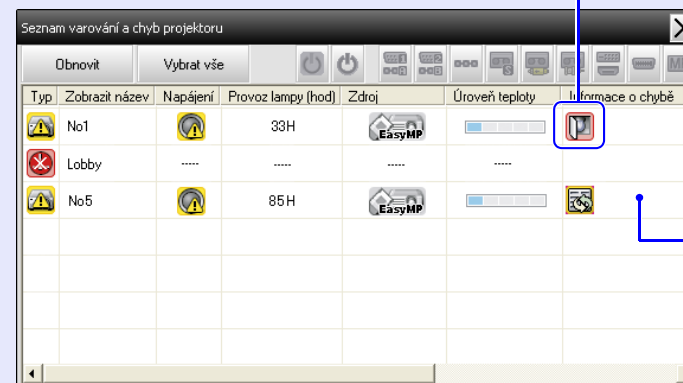 Seznam varování a chyb projektoru
Obnovit Vybrat vše
Typ Zobrazit název Napájení Provoz lampy (hod) Zdroj Úroveň teploty Informace o chybě
No1 33H EasyMP
Lobby ----- ----- ----- -----
No5 85H EasyMP